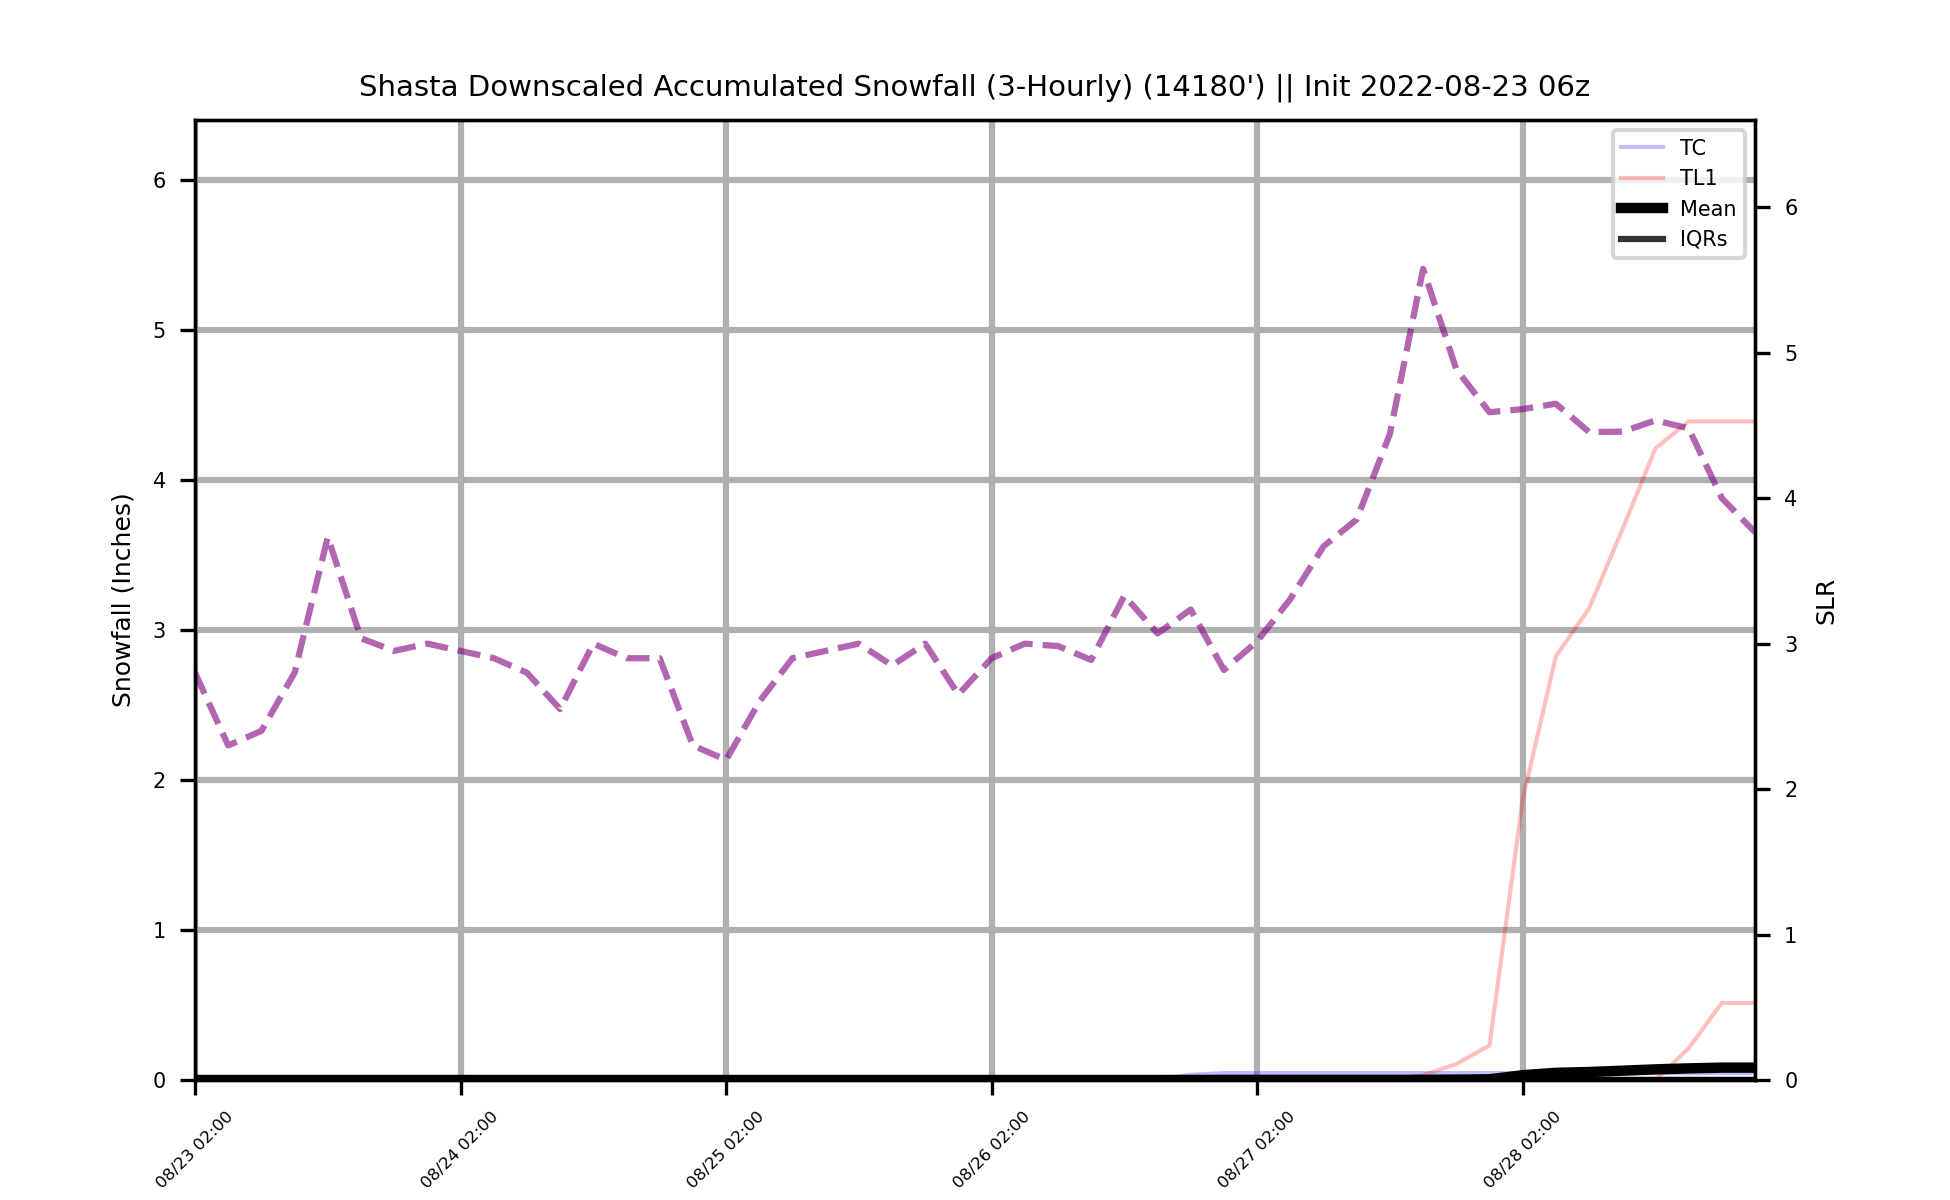 Shasta Downscaled Accumulated Snowfall (3-Hourly) (14180') || Init 2022-08-23 06z
TC
TL1
Mean
IQRs
Snowfall (Inches)
6
5
4
3
2
1
0
SLR
6
5
4
3
2
1
0
08/23 02:00
08/24 02:00
08/25 02:00
08/26 02:00
08/27 02:00
08/28 02:00